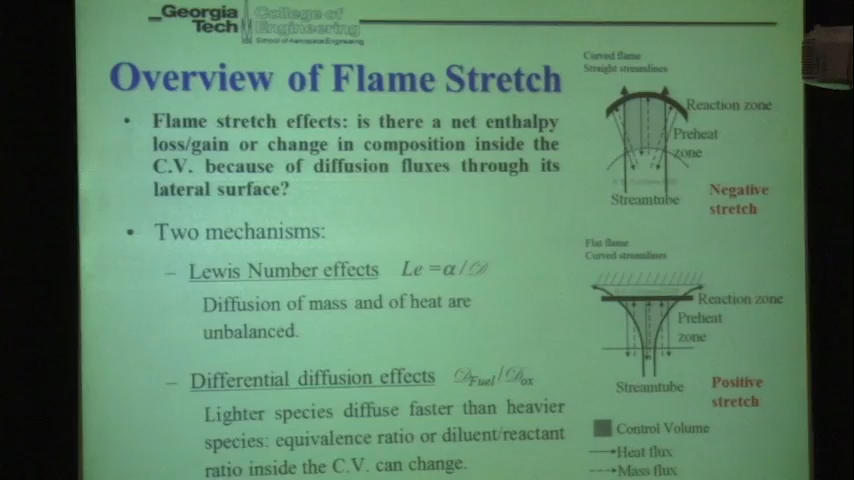 Georgia Tech
College of Engineering
School of Aerospace Engineering
Overview of Flame Stretch
• Flame stretch effects: is there a net enthalpy
loss/gain or change in composition inside the
C.V. because of diffusion fluxes through its
lateral surface?
• Two mechanisms:
– Lewis Number effects Le = α / 𝒟
Diffusion of mass and of heat are
unbalanced.
– Differential diffusion effects 𝒟Fuel / 𝒟ox
Lighter species diffuse faster than heavier
species: equivalence ratio or diluent/reactant
ratio inside the C.V. can change.
Curved flame
Straight streamlines
Reaction zone
Preheat
zone
Streamtube
Negative
stretch
Flat flame
Curved streamlines
Reaction zone
Preheat
zone
Streamtube
Positive
stretch
Control Volume
Heat flux
Mass flux